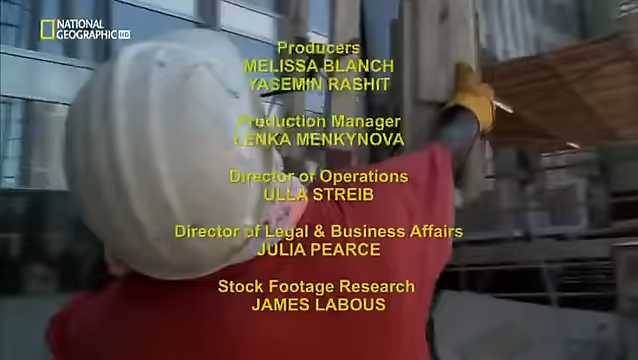 NATIONAL
GEOGRAPHIC HD
Producers
MELISSA BLANCH
YASEMIN RASHIT
Production Manager
LENKA MENKYNOVA
Director of Operations
ULLA STREIB
Director of Legal & Business Affairs
JULIA PEARCE
Stock Footage Research
JAMES LABOUS